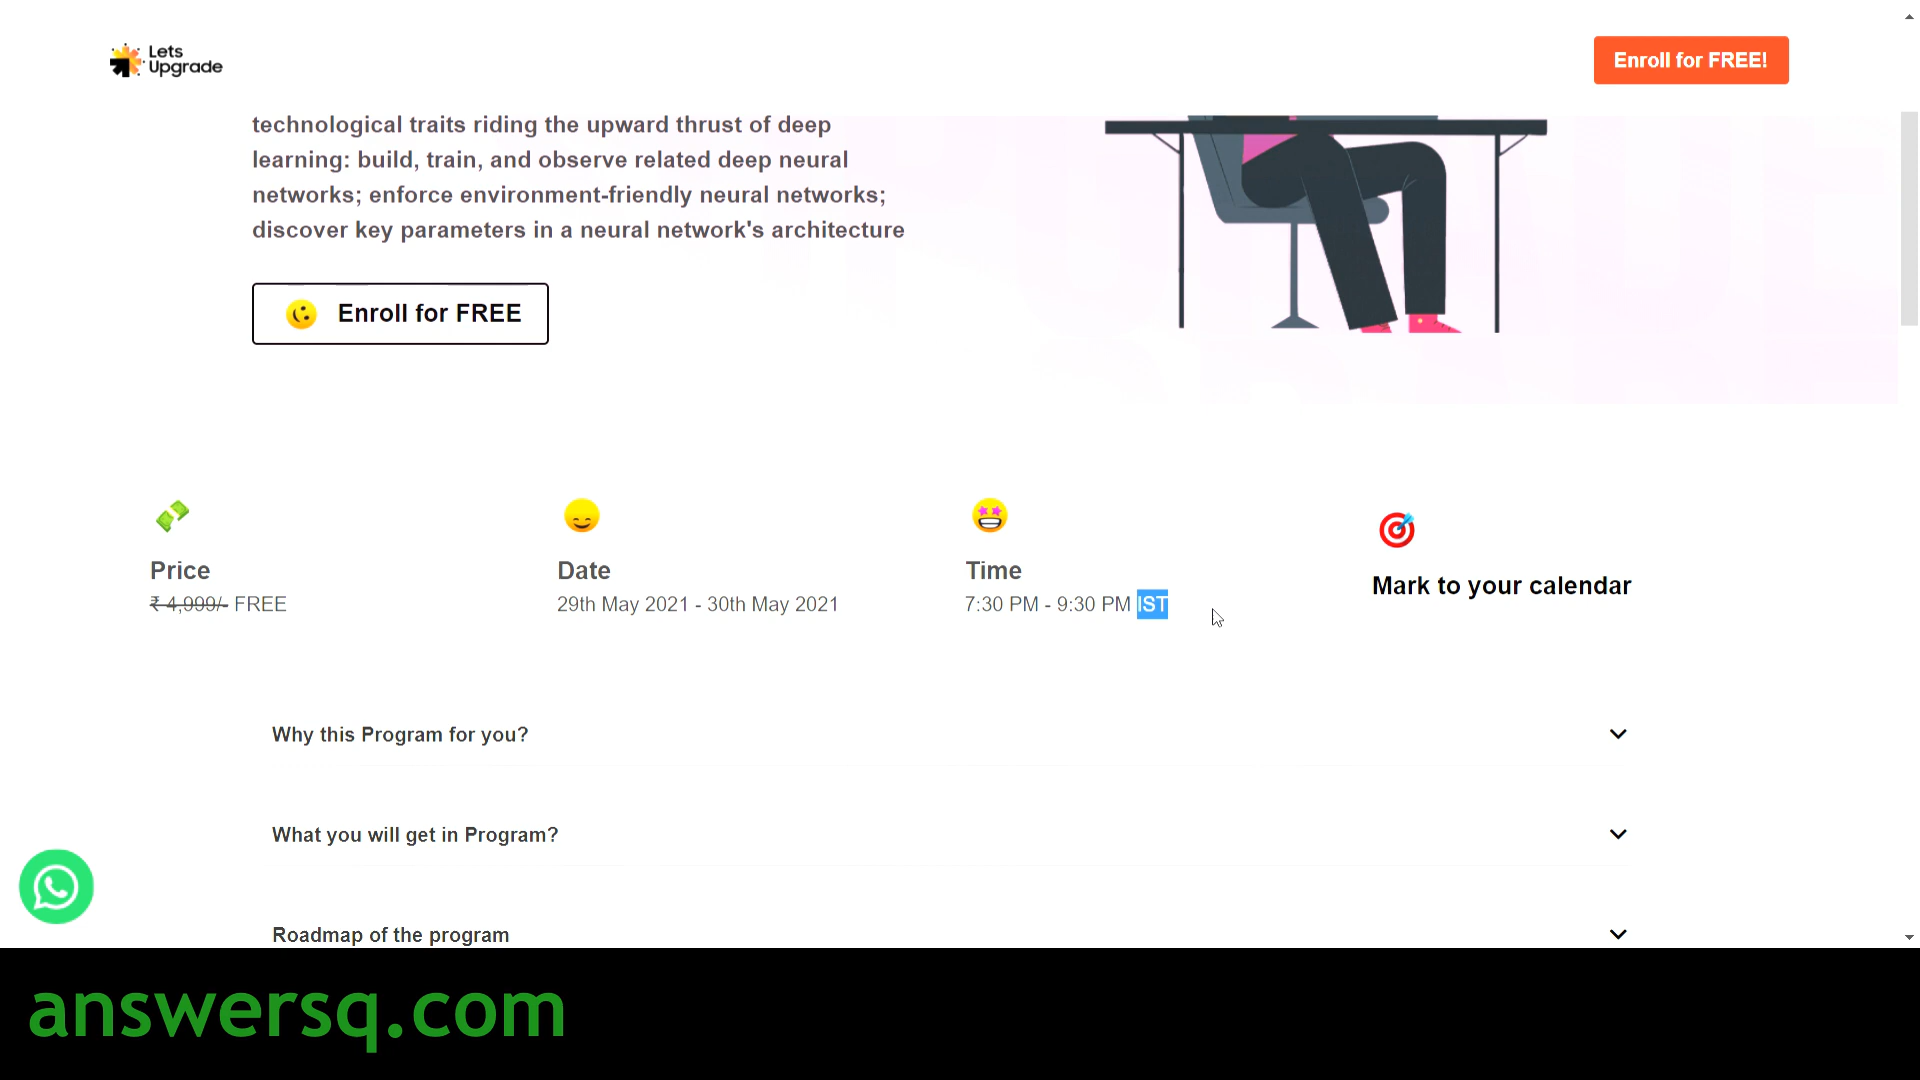 Lets
Upgrade
Enroll for FREE!
technological traits riding the upward thrust of deep
learning: build, train, and observe related deep neural
networks; enforce environment-friendly neural networks;
discover key parameters in a neural network's architecture
Enroll for FREE
Price
₹ 4,999/- FREE
Date
29th May 2021 - 30th May 2021
Time
7:30 PM - 9:30 PM IST
Mark to your calendar
Why this Program for you?
What you will get in Program?
Roadmap of the program
answersq.com